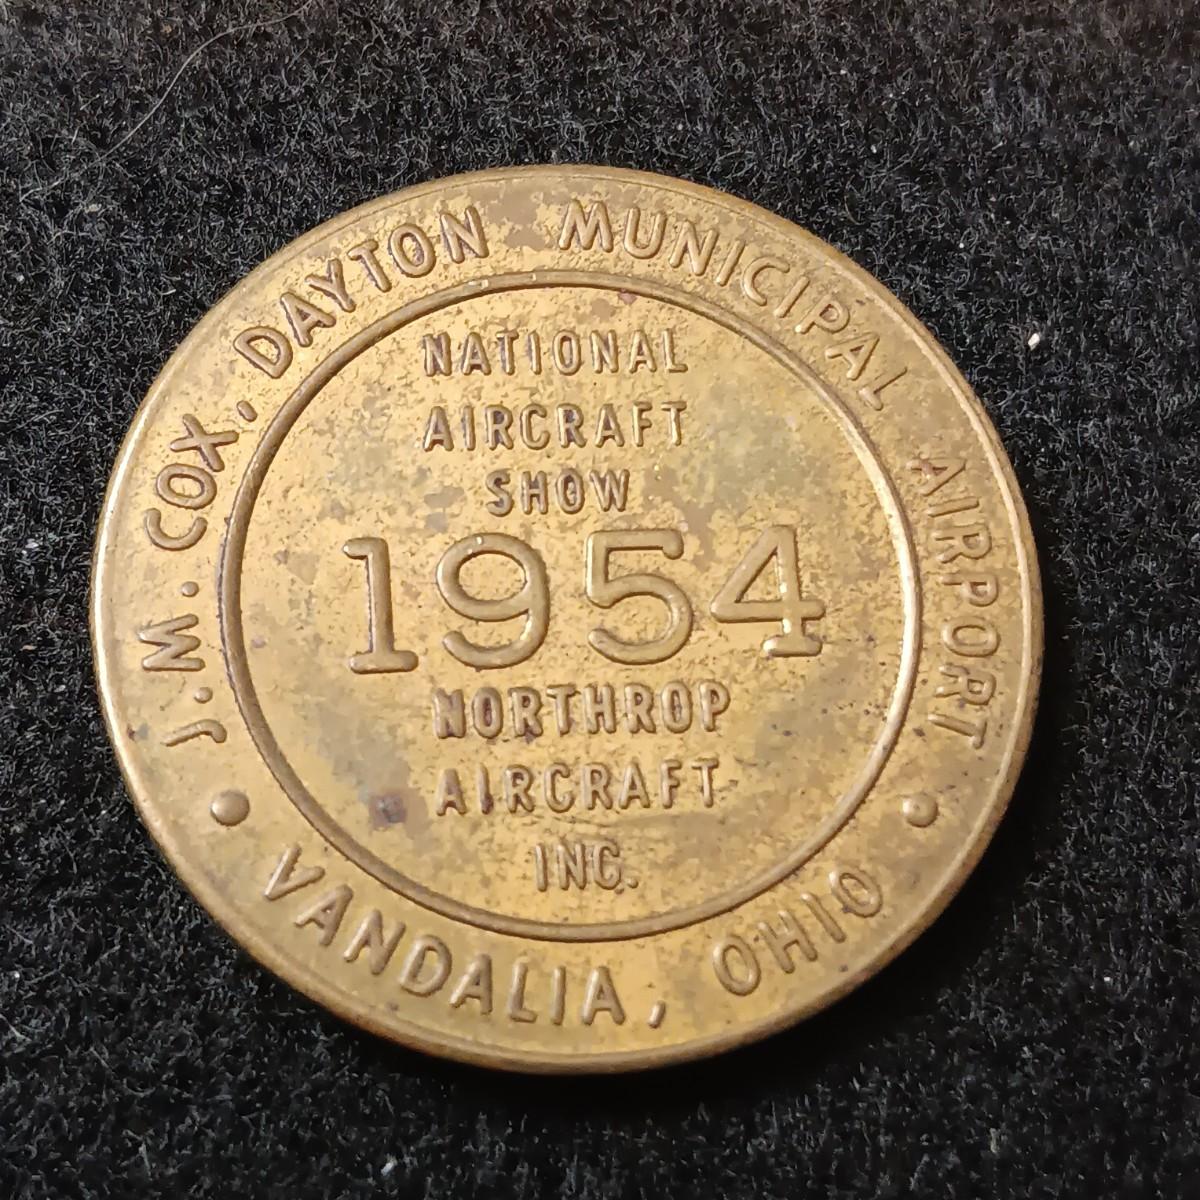 J.M. COX, DAYTON MUNICIPAL AIRPORT
NATIONAL
AIRCRAFT
SHOW
1954
NORTHROP
AIRCRAFT
INC.
• VANDALIA, OHIO •